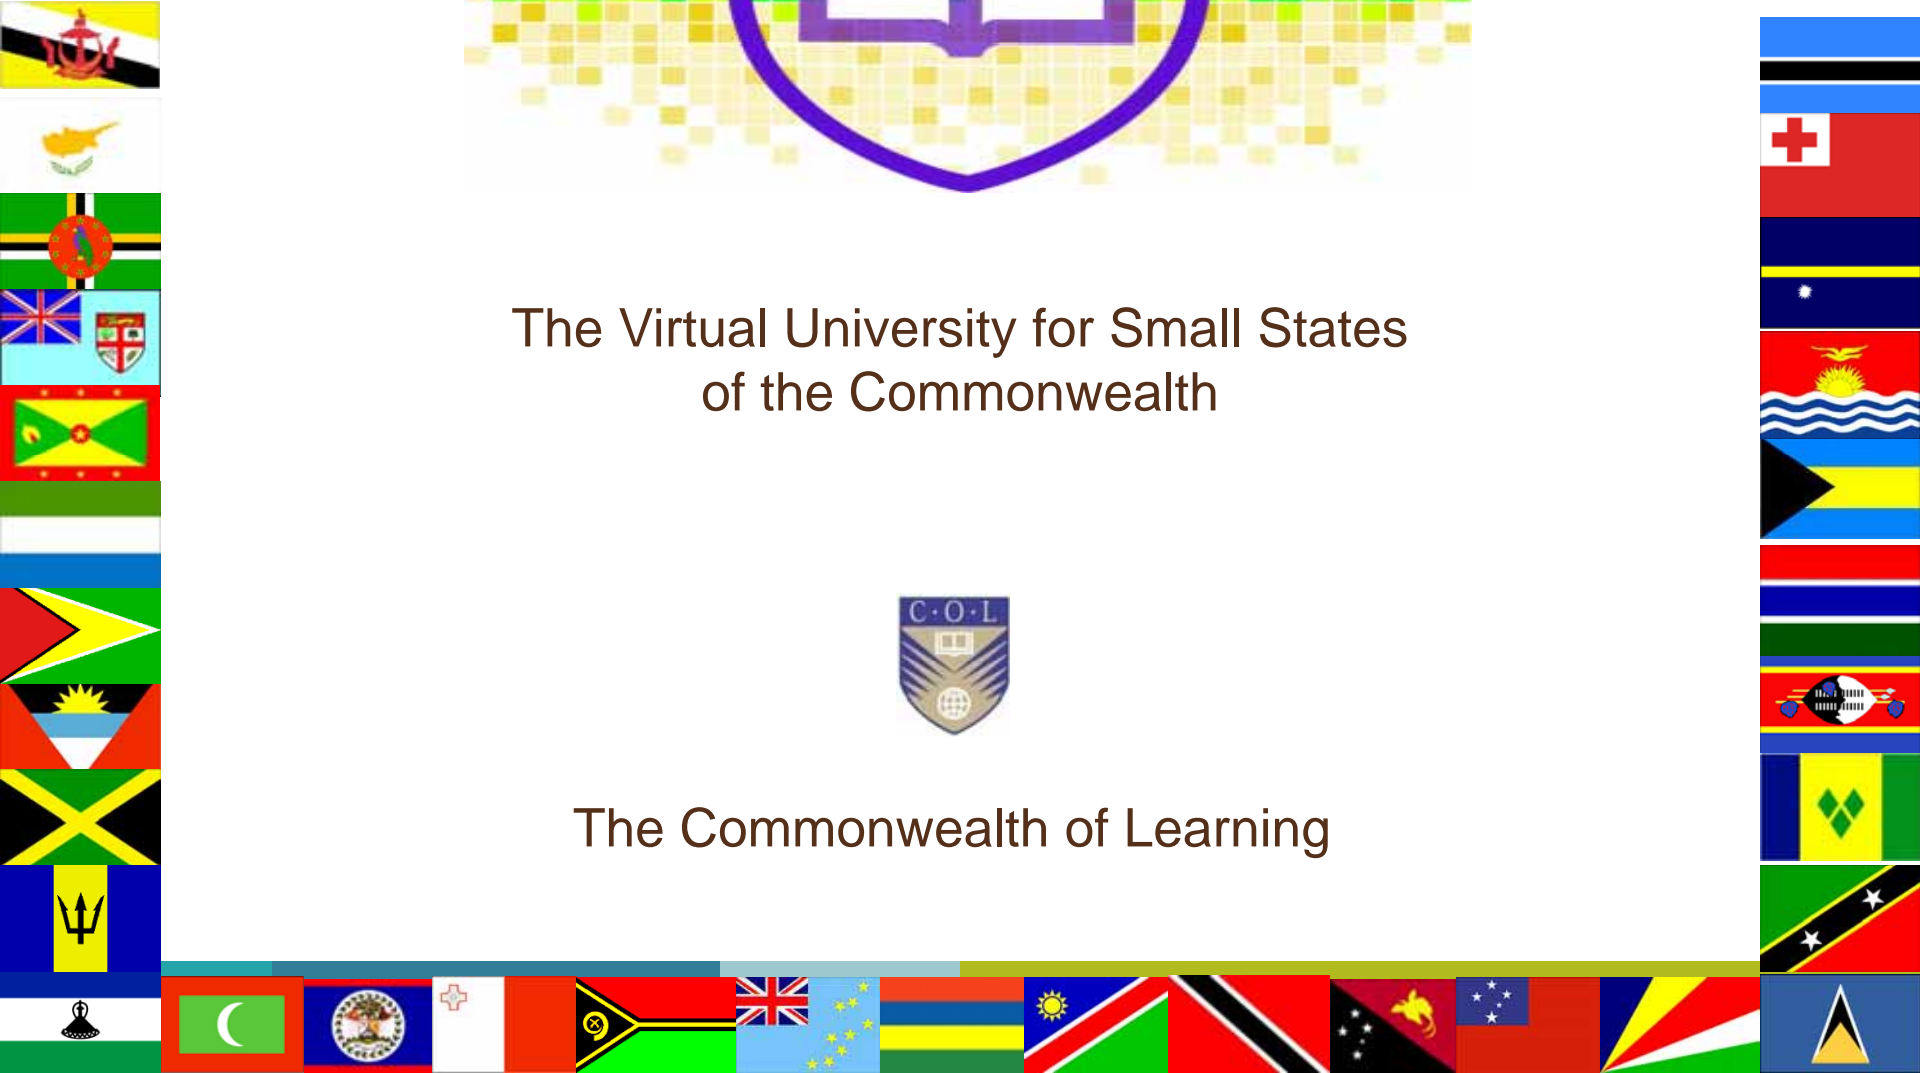 The Virtual University for Small States
of the Commonwealth
C·O·L
The Commonwealth of Learning